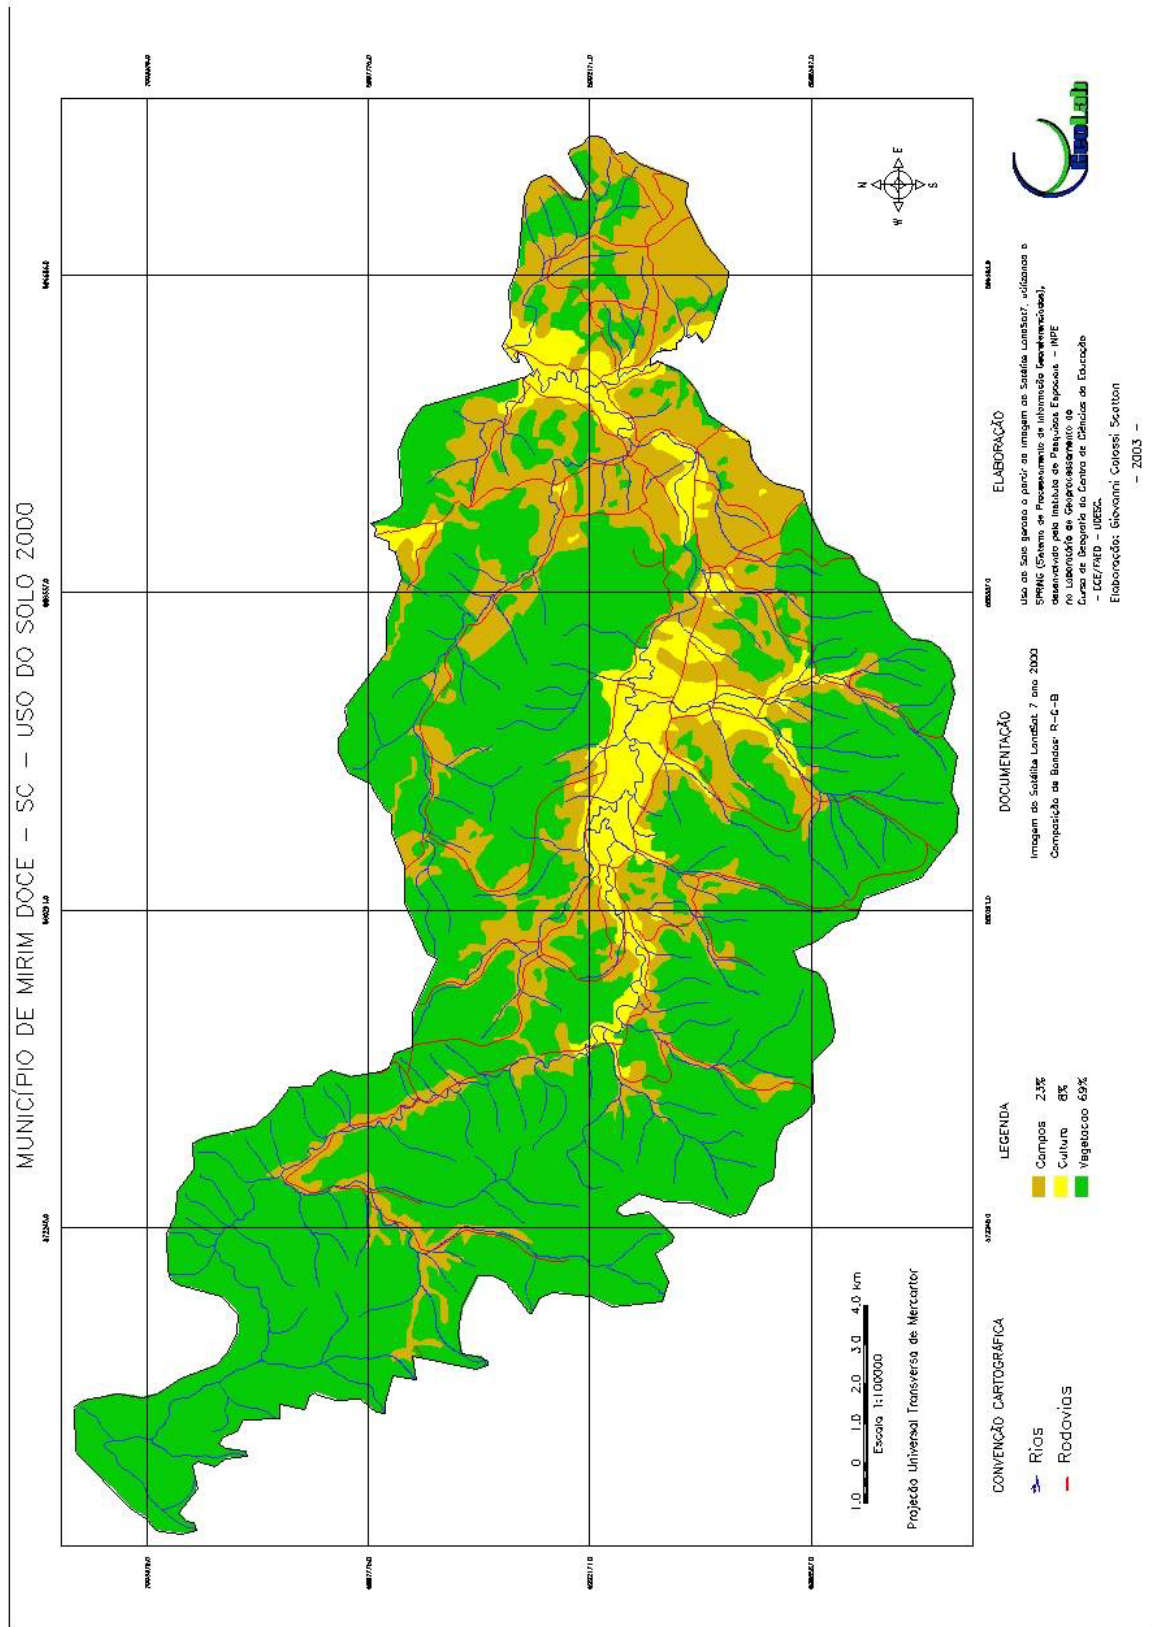 MUNICÍPIO DE MIRIM DOCE – SC – USO DO SOLO 2000
N
W
E
S
1.0 0 1.0 2.0 3.0 4.0 km
Escala 1:100000
Projecão Universal Transversa de Mercartor
CONVENÇÃO CARTOGRÁFICA
Rios
Rodovias
LEGENDA
Campos 23%
Cultura 8%
Vegetacao 69%
DOCUMENTAÇÃO
Imagem do Satélite LandSat 7 ano 2000
Composição de Bandas: R-G-B
ELABORAÇÃO
Uso do Solo gerado a partir da imagem do Satélite LandSat7, utilizando o
SPRING (Sistema de Processamento de Informacão Georreferenciadas),
desenvolvido pelo Instituto de Pesquisas Espaciais – INPE
no Laboratório de Geoprocessamento do
Curso de Geografia do Centro de Ciências da Educação
– CCE/FAED – UDESC.
Elaboração: Giovanni Colossi Scotton
– 2003 –
GeoLab